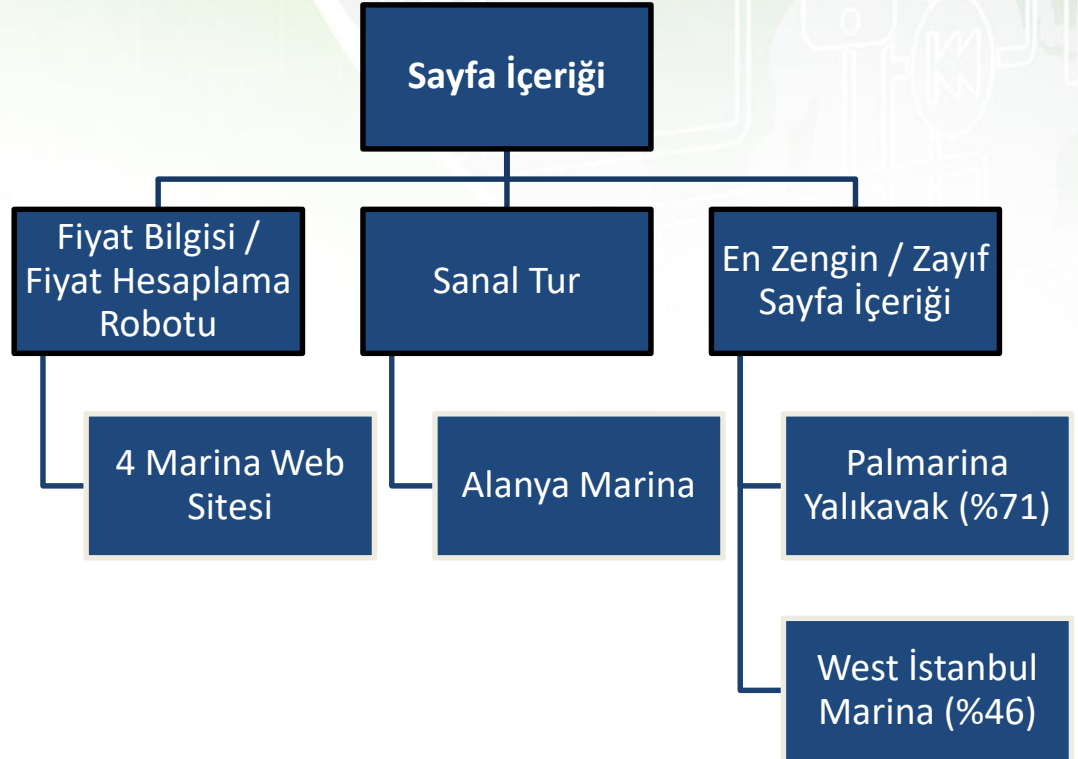 Sayfa İçeriği
Fiyat Bilgisi /
Fiyat Hesaplama
Robotu
Sanal Tur
En Zengin / Zayıf
Sayfa İçeriği
4 Marina Web
Sitesi
Alanya Marina
Palmarina
Yalıkavak (%71)
West İstanbul
Marina (%46)